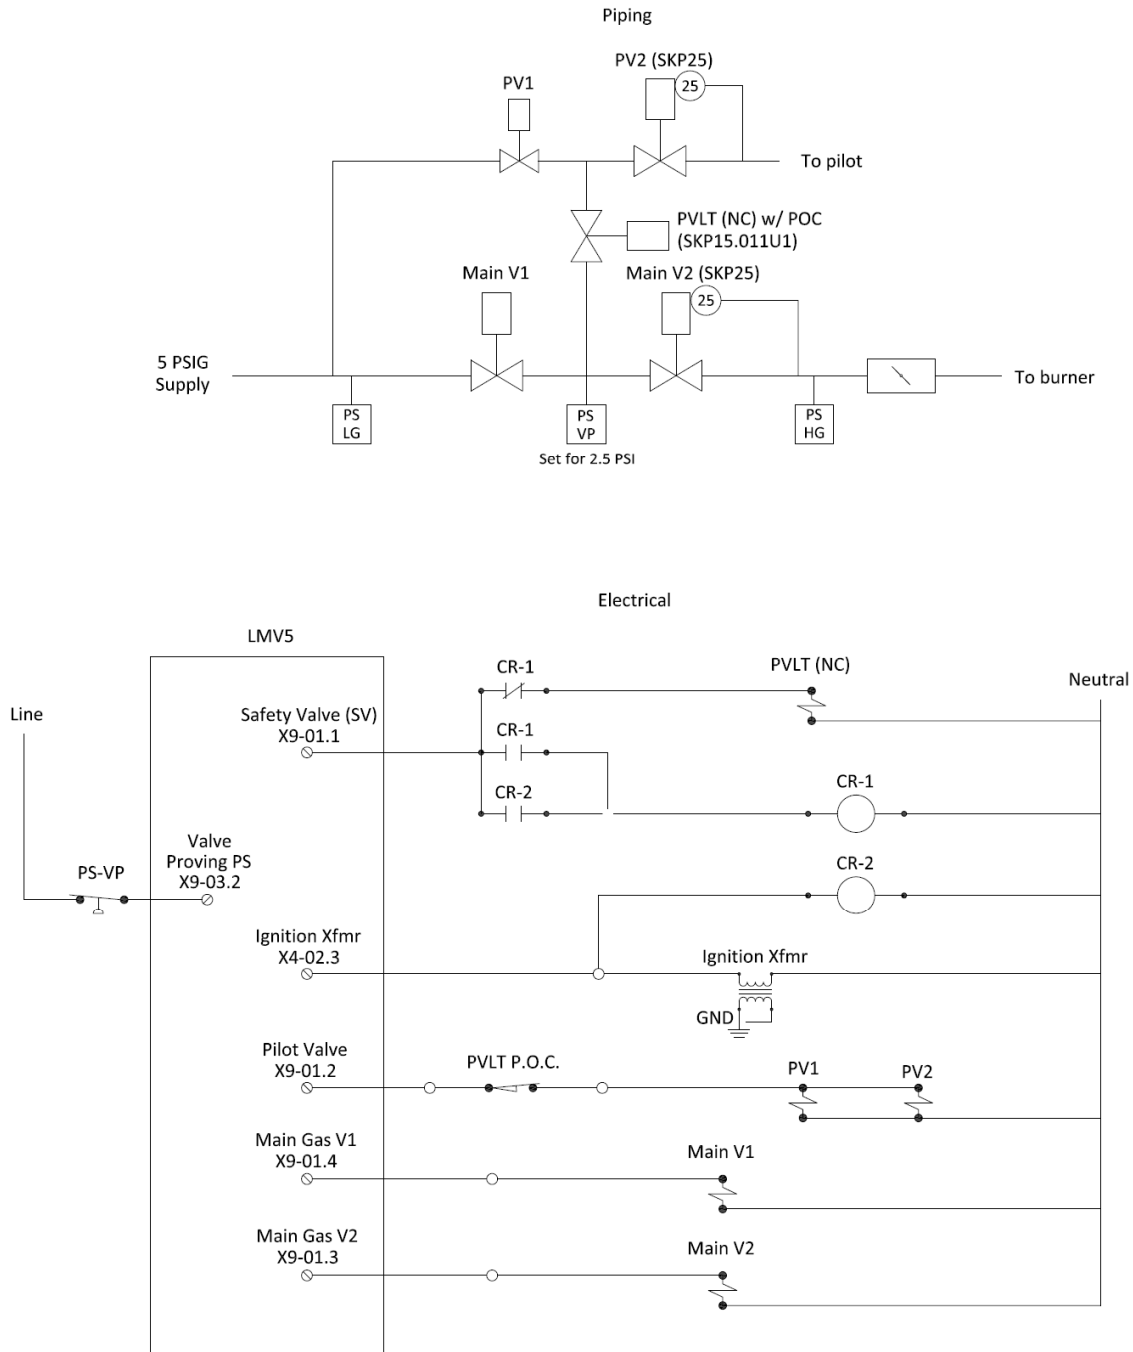 Piping
PV2 (SKP25)
25
PV1
To pilot
PVLT (NC) w/ POC
(SKP15.011U1)
Main V1
Main V2 (SKP25)
25
5 PSIG
Supply
To burner
PS
LG
PS
VP
PS
HG
Set for 2.5 PSI
Electrical
LMV5
CR-1
PVLT (NC)
Neutral
Line
Safety Valve (SV)
X9-01.1
CR-1
CR-2
CR-1
Valve
Proving PS
X9-03.2
PS-VP
CR-2
Ignition Xfmr
X4-02.3
Ignition Xfmr
GND
Pilot Valve
X9-01.2
PVLT P.O.C.
PV1
PV2
Main Gas V1
X9-01.4
Main V1
Main Gas V2
X9-01.3
Main V2